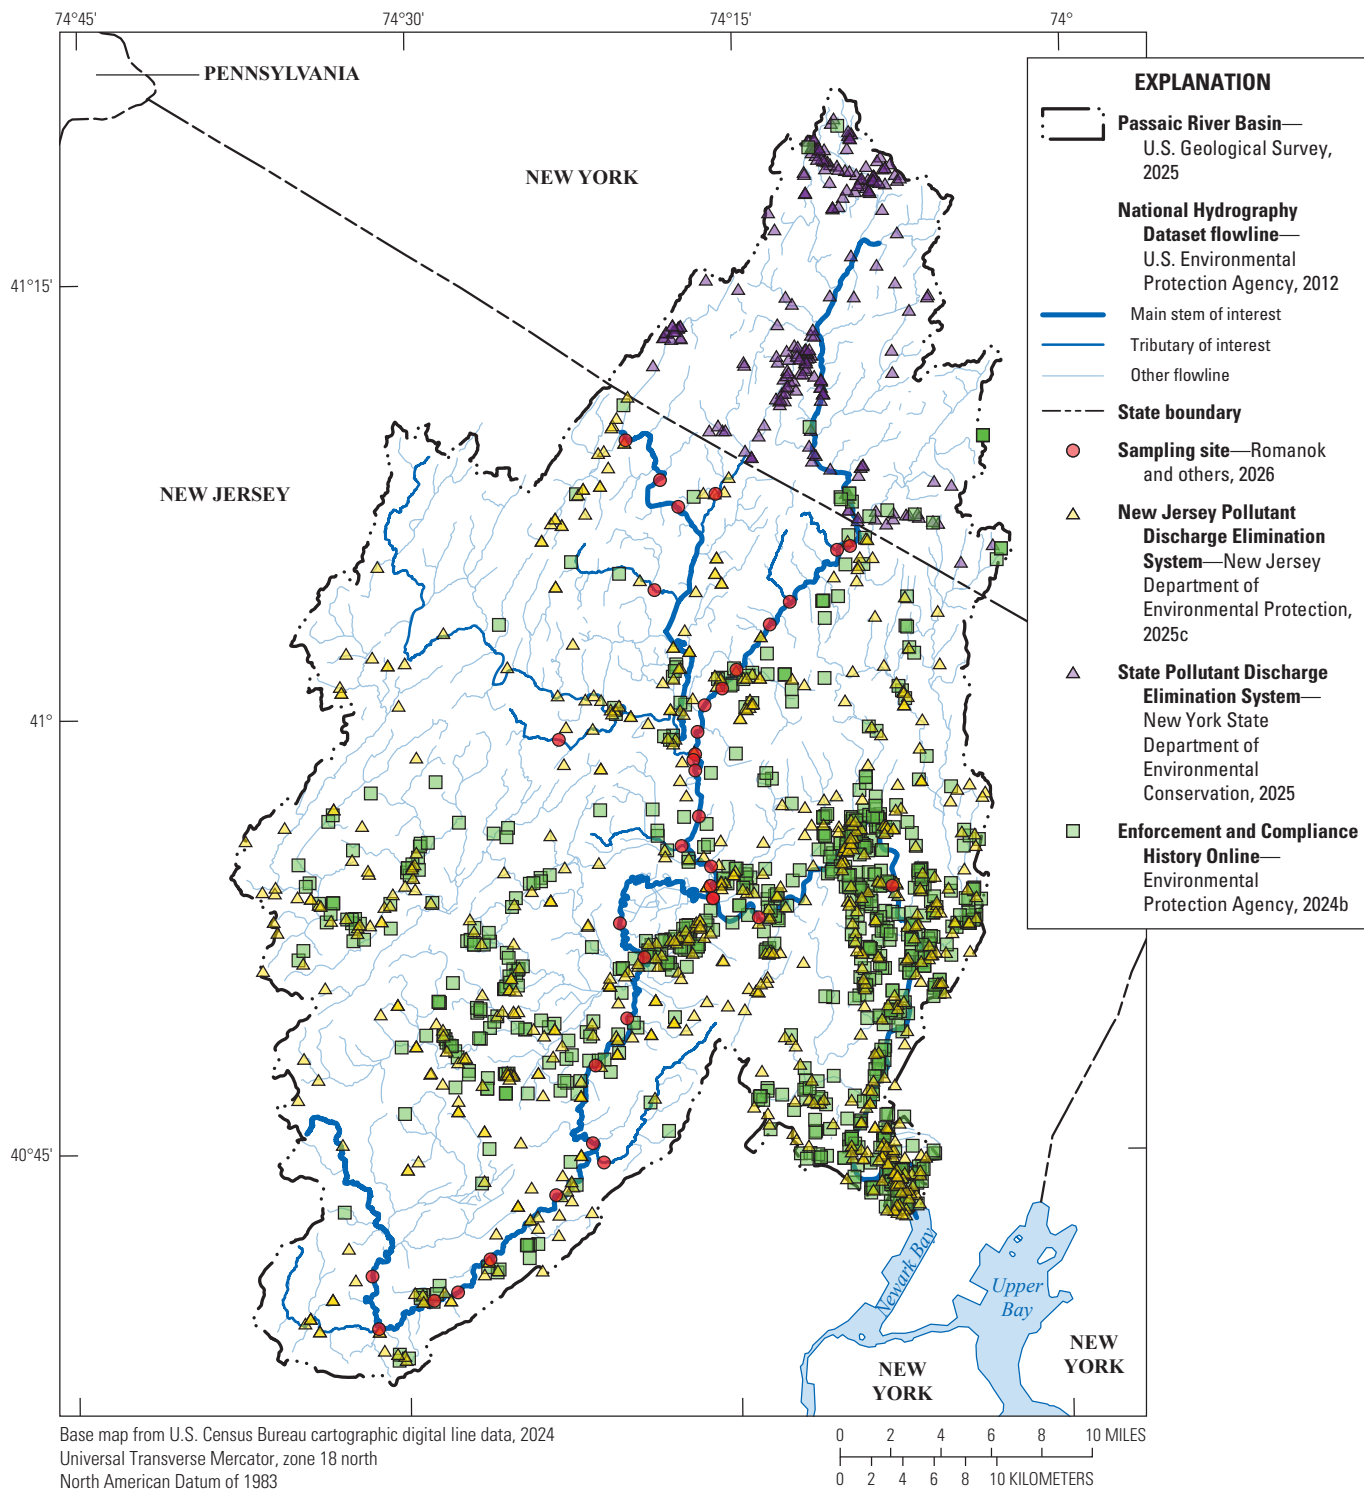 74°45'
74°30'
74°15'
74°
PENNSYLVANIA
NEW YORK
NEW JERSEY
41°15'
41°
40°45'
Newark Bay
Upper
Bay
NEW
YORK
NEW
YORK
EXPLANATION
Passaic River Basin—
U.S. Geological Survey,
2025
National Hydrography
Dataset flowline—
U.S. Environmental
Protection Agency, 2012
Main stem of interest
Tributary of interest
Other flowline
State boundary
Sampling site—Romanok
and others, 2026
New Jersey Pollutant
Discharge Elimination
System—New Jersey
Department of
Environmental Protection,
2025c
State Pollutant Discharge
Elimination System—
New York State
Department of
Environmental
Conservation, 2025
Enforcement and Compliance
History Online—
Environmental
Protection Agency, 2024b
Base map from U.S. Census Bureau cartographic digital line data, 2024
Universal Transverse Mercator, zone 18 north
North American Datum of 1983
0 2 4 6 8 10 MILES
0 2 4 6 8 10 KILOMETERS